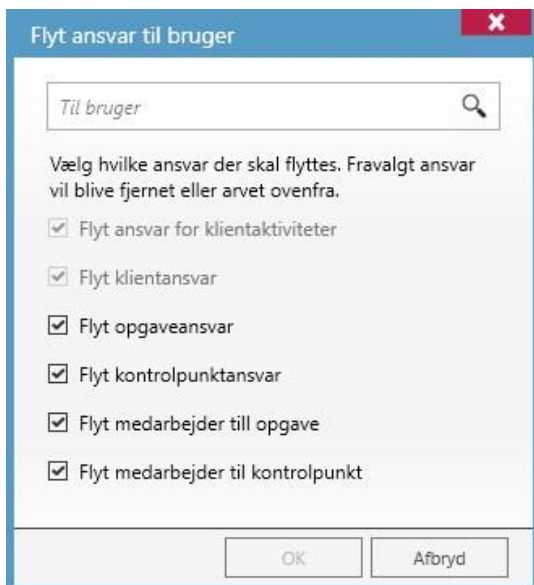 Flyt ansvar til bruger
Til bruger
Vælg hvilke ansvar der skal flyttes. Fravalgt ansvar
vil blive fjernet eller arvet ovenfra.
Flyt ansvar for klientaktiviteter
Flyt klientansvar
Flyt opgaveansvar
Flyt kontrolpunktansvar
Flyt medarbejder till opgave
Flyt medarbejder til kontrolpunkt
OK Afbryd